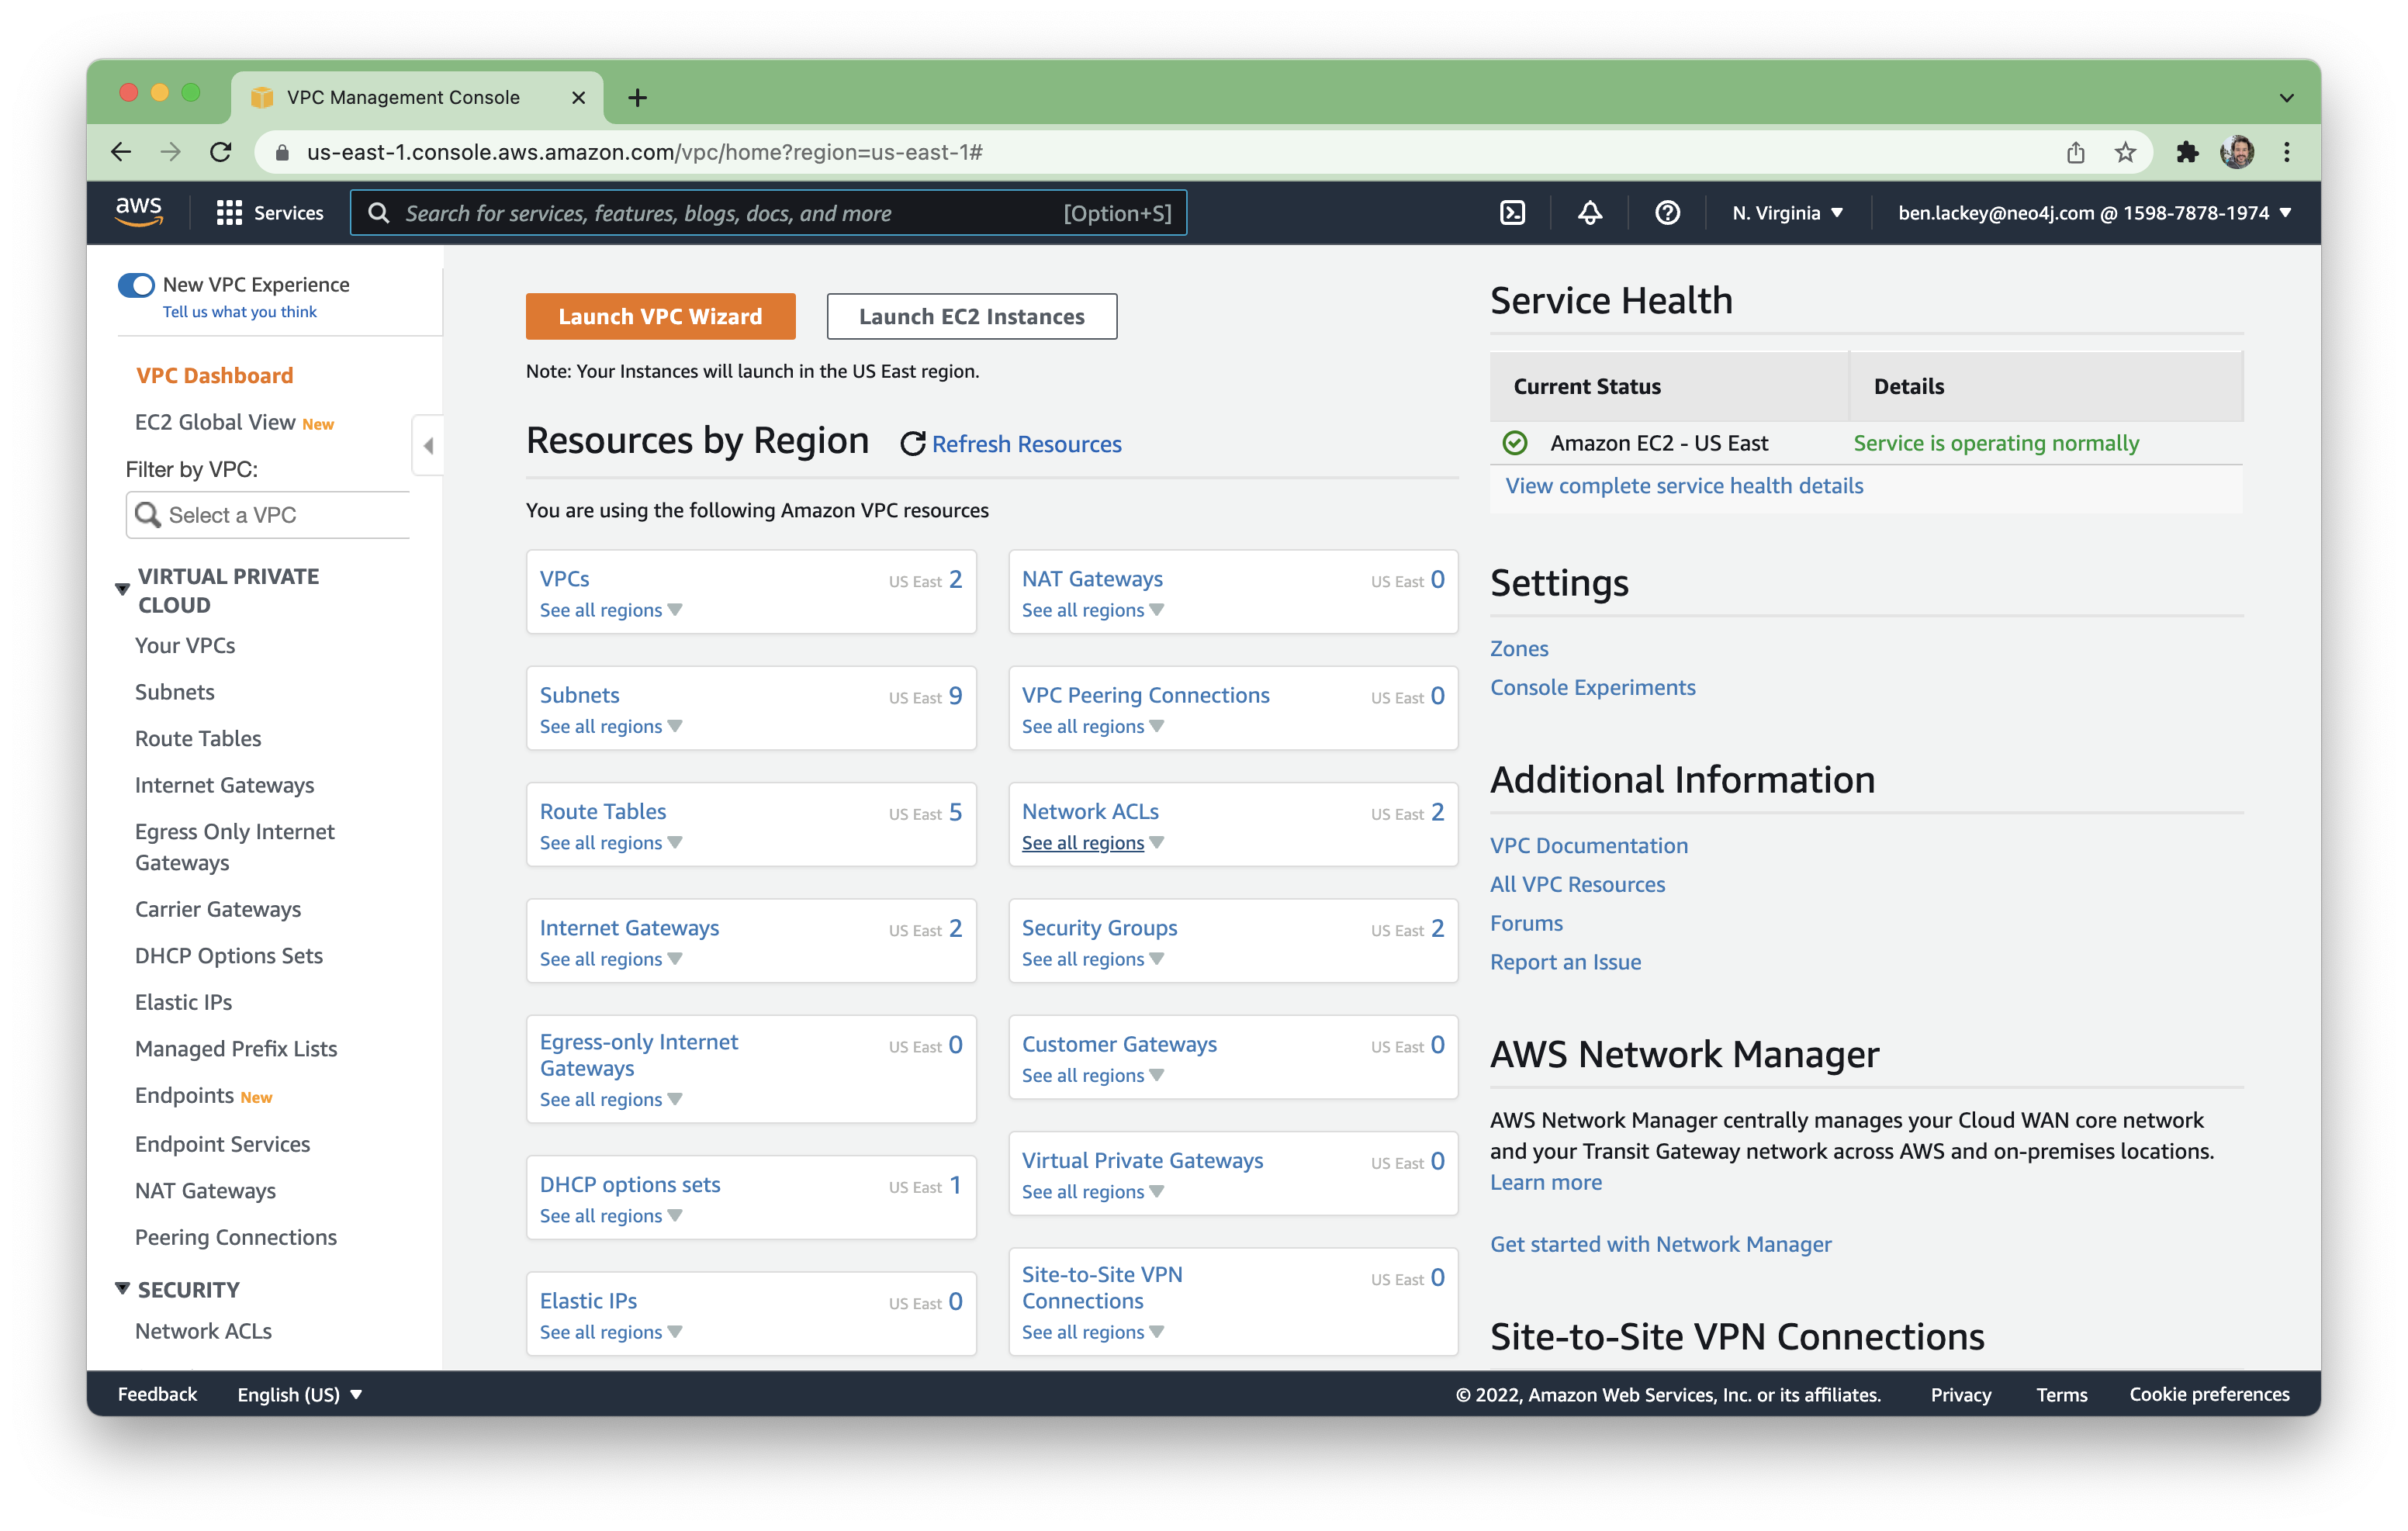 VPC Management Console
us-east-1.console.aws.amazon.com/vpc/home?region=us-east-1#
aws
Services
Search for services, features, blogs, docs, and more
[Option+S]
N. Virginia
ben.lackey@neo4j.com @ 1598-7878-1974
New VPC Experience
Tell us what you think
VPC Dashboard
EC2 Global View New
Filter by VPC:
Select a VPC
VIRTUAL PRIVATE
CLOUD
Your VPCs
Subnets
Route Tables
Internet Gateways
Egress Only Internet
Gateways
Carrier Gateways
DHCP Options Sets
Elastic IPs
Managed Prefix Lists
Endpoints New
Endpoint Services
NAT Gateways
Peering Connections
SECURITY
Network ACLs
Launch VPC Wizard
Launch EC2 Instances
Note: Your Instances will launch in the US East region.
Resources by Region
Refresh Resources
You are using the following Amazon VPC resources
VPCs US East 2
See all regions
NAT Gateways US East 0
See all regions
Subnets US East 9
See all regions
VPC Peering Connections US East 0
See all regions
Route Tables US East 5
See all regions
Network ACLs US East 2
See all regions
Internet Gateways US East 2
See all regions
Security Groups US East 2
See all regions
Egress-only Internet US East 0
Gateways
See all regions
Customer Gateways US East 0
See all regions
DHCP options sets US East 1
See all regions
Virtual Private Gateways US East 0
See all regions
Elastic IPs US East 0
See all regions
Site-to-Site VPN US East 0
Connections
See all regions
Service Health
Current Status Details
Amazon EC2 - US East Service is operating normally
View complete service health details
Settings
Zones
Console Experiments
Additional Information
VPC Documentation
All VPC Resources
Forums
Report an Issue
AWS Network Manager
AWS Network Manager centrally manages your Cloud WAN core network
and your Transit Gateway network across AWS and on-premises locations.
Learn more
Get started with Network Manager
Site-to-Site VPN Connections
Feedback
English (US)
© 2022, Amazon Web Services, Inc. or its affiliates.
Privacy
Terms
Cookie preferences